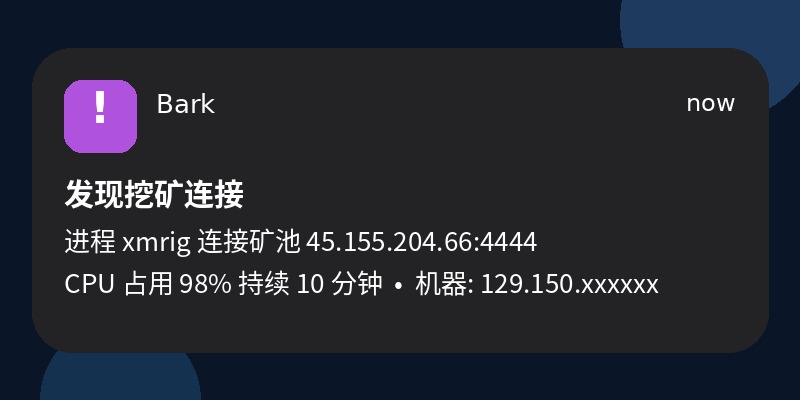 !
Bark
now
发现挖矿连接
进程 xmrig 连接矿池 45.155.204.66:4444
CPU 占用 98% 持续 10 分钟 • 机器: 129.150.xxxxxx